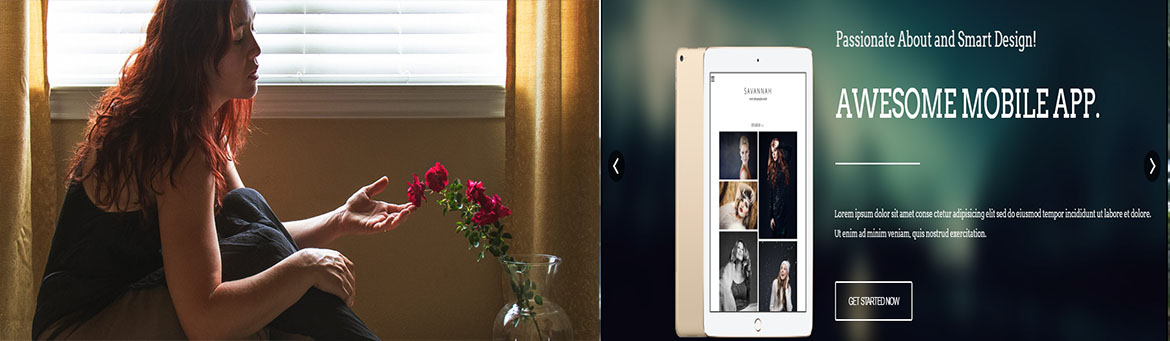 Passionate About and Smart Design!
SAVANNAH
AWESOME MOBILE APP.
Lorem ipsum dolor sit amet conse ctetur adipisicing elit sed do eiusmod tempor incididunt ut labore et dolore.
Ut enim ad minim veniam, quis nostrud exercitation.
GET STARTED NOW